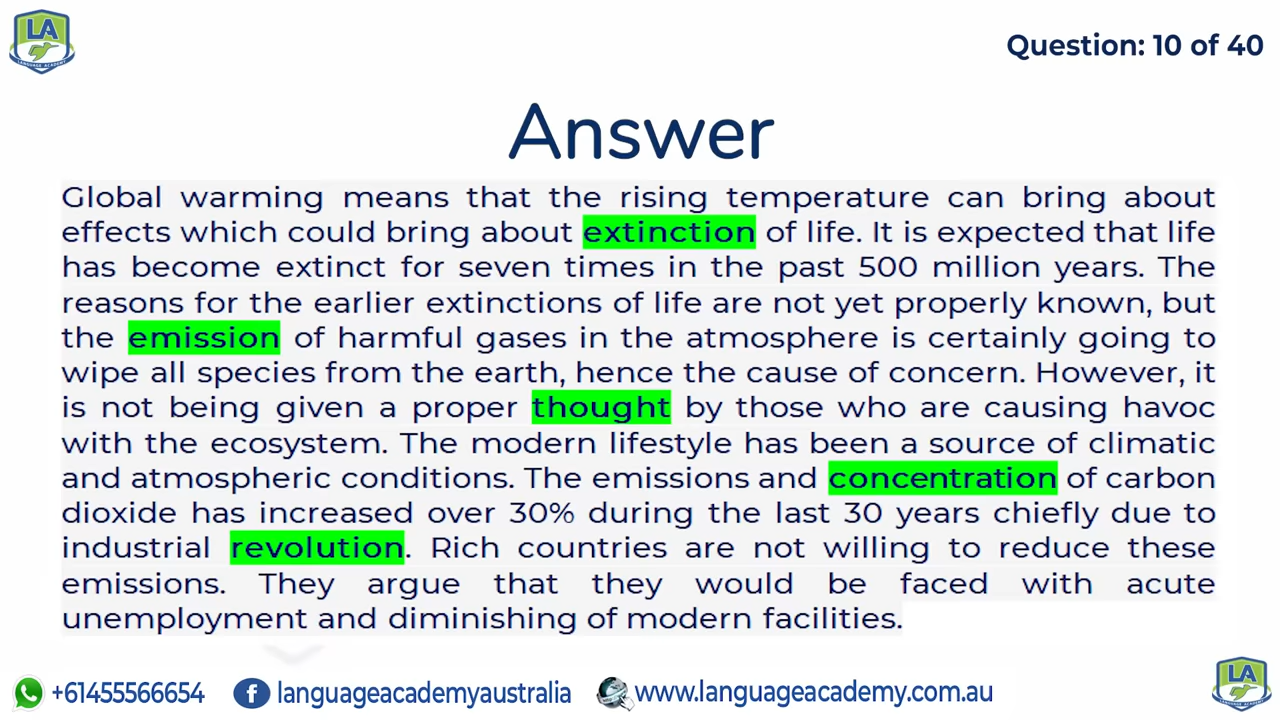 LA
LANGUAGE ACADEMY
Question: 10 of 40
Answer
Global warming means that the rising temperature can bring about
effects which could bring about extinction of life. It is expected that life
has become extinct for seven times in the past 500 million years. The
reasons for the earlier extinctions of life are not yet properly known, but
the emission of harmful gases in the atmosphere is certainly going to
wipe all species from the earth, hence the cause of concern. However, it
is not being given a proper thought by those who are causing havoc
with the ecosystem. The modern lifestyle has been a source of climatic
and atmospheric conditions. The emissions and concentration of carbon
dioxide has increased over 30% during the last 30 years chiefly due to
industrial revolution. Rich countries are not willing to reduce these
emissions. They argue that they would be faced with acute
unemployment and diminishing of modern facilities.
+61455566654 languageacademyaustralia www.languageacademy.com.au
LA
LANGUAGE ACADEMY